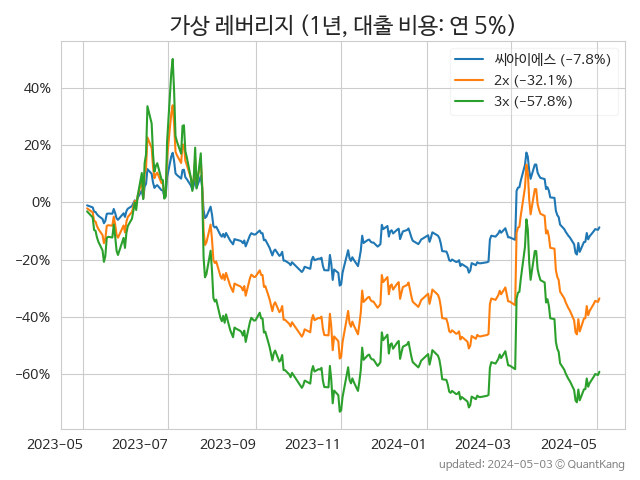 가상 레버리지 (1년, 대출 비용: 연 5%)
씨아이에스 (−7.8%)
2x (−32.1%)
3x (−57.8%)
40%
20%
0%
−20%
−40%
−60%
2023-05
2023-07
2023-09
2023-11
2024-01
2024-03
2024-05
updated: 2024-05-03 © QuantKang